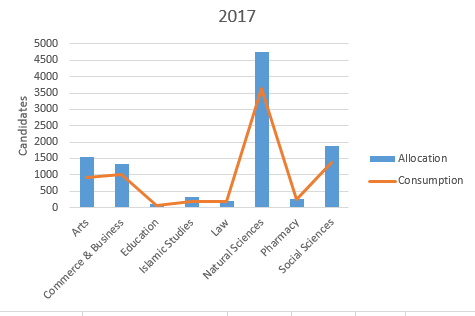 2017
5000
4500
4000
3500
3000
2500
2000
1500
1000
500
0
Candidates
Arts
Commerce & Business
Education
Islamic Studies
Law
Natural Sciences
Pharmacy
Social Sciences
Allocation
Consumption